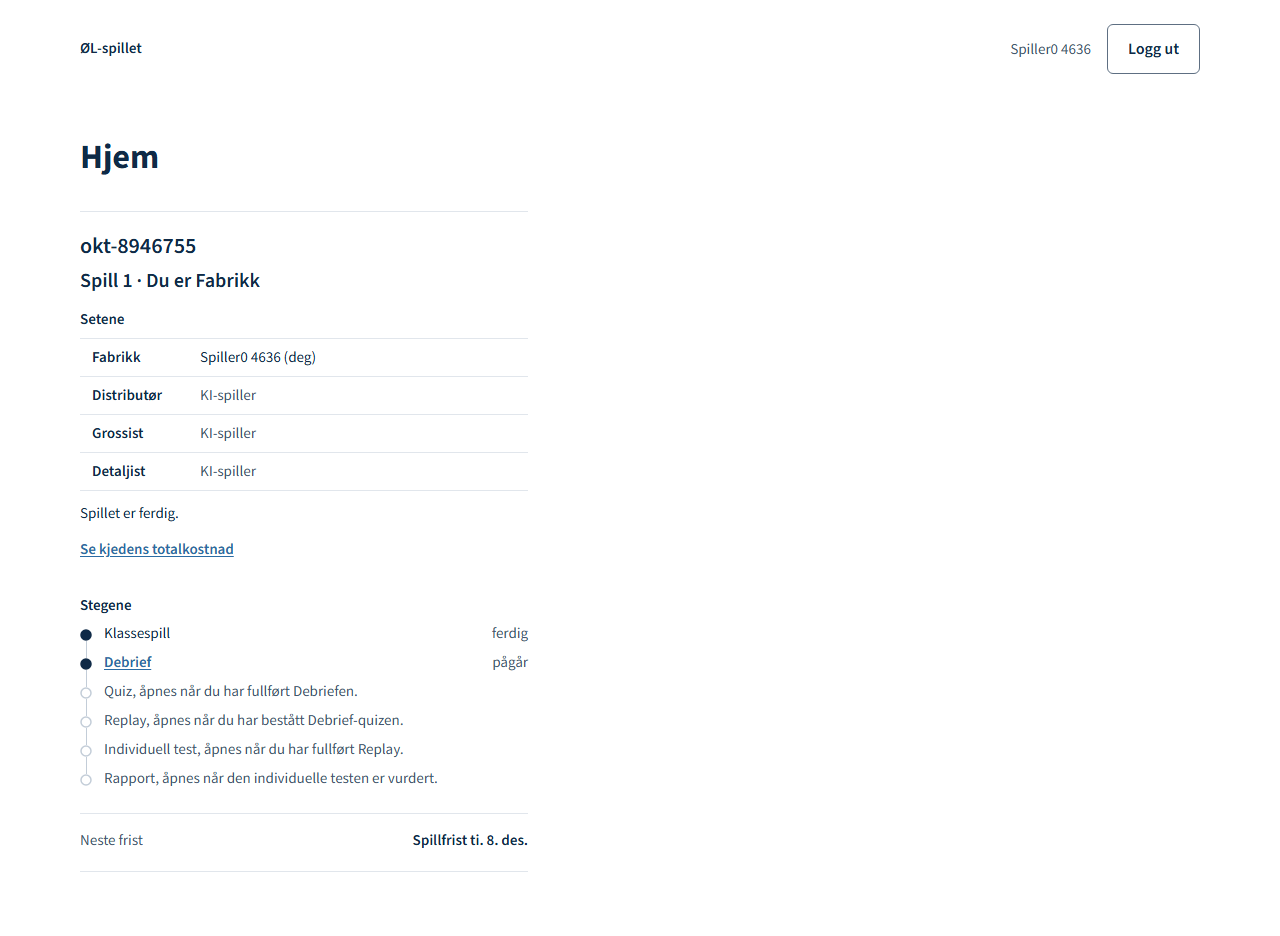 ØL-spillet
Spiller0 4636
Logg ut
Hjem
okt-8946755
Spill 1 · Du er Fabrikk
Setene
Fabrikk Spiller0 4636 (deg)
Distributør KI-spiller
Grossist KI-spiller
Detaljist KI-spiller
Spillet er ferdig.
Se kjedens totalkostnad
Stegene
Klassespill ferdig
Debrief pågår
Quiz, åpnes når du har fullført Debriefen.
Replay, åpnes når du har bestått Debrief-quizen.
Individuell test, åpnes når du har fullført Replay.
Rapport, åpnes når den individuelle testen er vurdert.
Neste frist Spillfrist ti. 8. des.